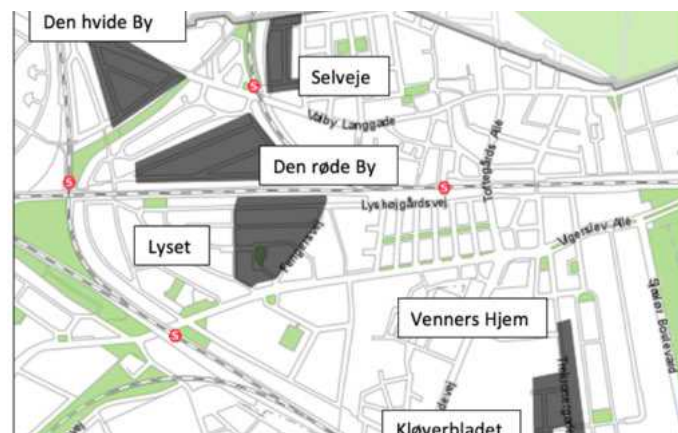 Den hvide By
Selveje
Valby Langgade
Den røde By
Toftegårds Allé
Lyshøjgårdsvej
Lyset
Vigerslev Allé
Venners Hjem
Sjælør Boulevard
Kløverbladet
S
S
S
S